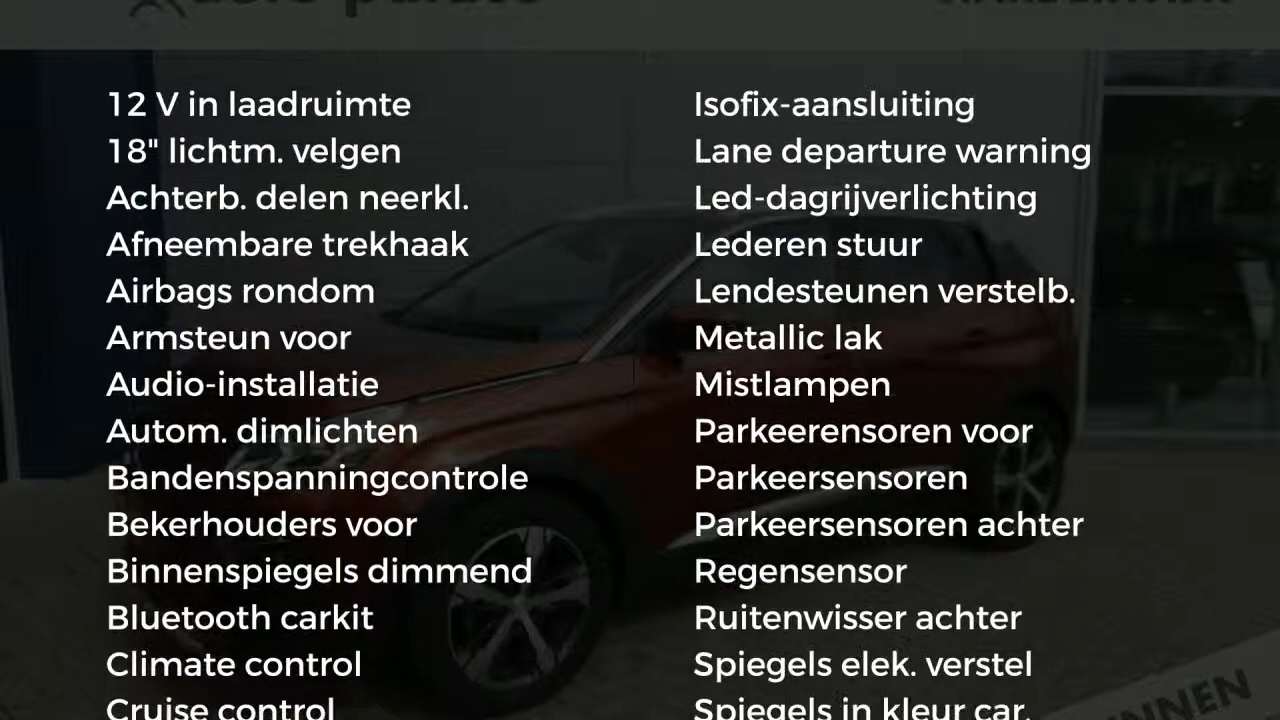 12 V in laadruimte
18" lichtm. velgen
Achterb. delen neerkl.
Afneembare trekhaak
Airbags rondom
Armsteun voor
Audio-installatie
Autom. dimlichten
Bandenspanningcontrole
Bekerhouders voor
Binnenspiegels dimmend
Bluetooth carkit
Climate control
Cruise control
Isofix-aansluiting
Lane departure warning
Led-dagrijverlichting
Lederen stuur
Lendesteunen verstelb.
Metallic lak
Mistlampen
Parkeerensoren voor
Parkeersensoren
Parkeersensoren achter
Regensensor
Ruitenwisser achter
Spiegels elek. verstel
Spiegels in kleur car.